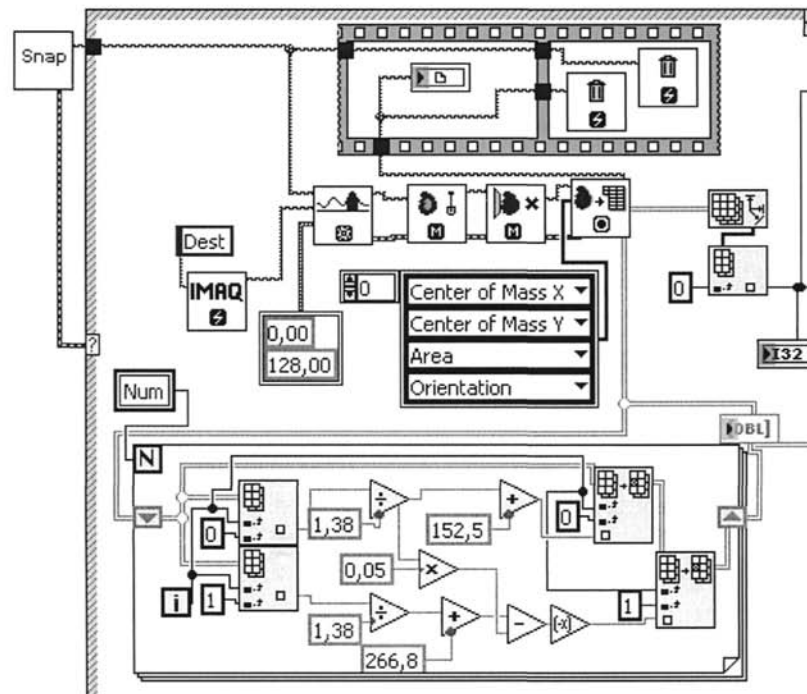 Snap
Dest
IMAQ
M
M
0
Center of Mass X
Center of Mass Y
Area
Orientation
0,00
128,00
0
I32
?
Num
DBL]
N
0
1,38
÷
+
152,5
0
0,05
×
i
1
÷
1,38
+
266,8
−
(-x)
1